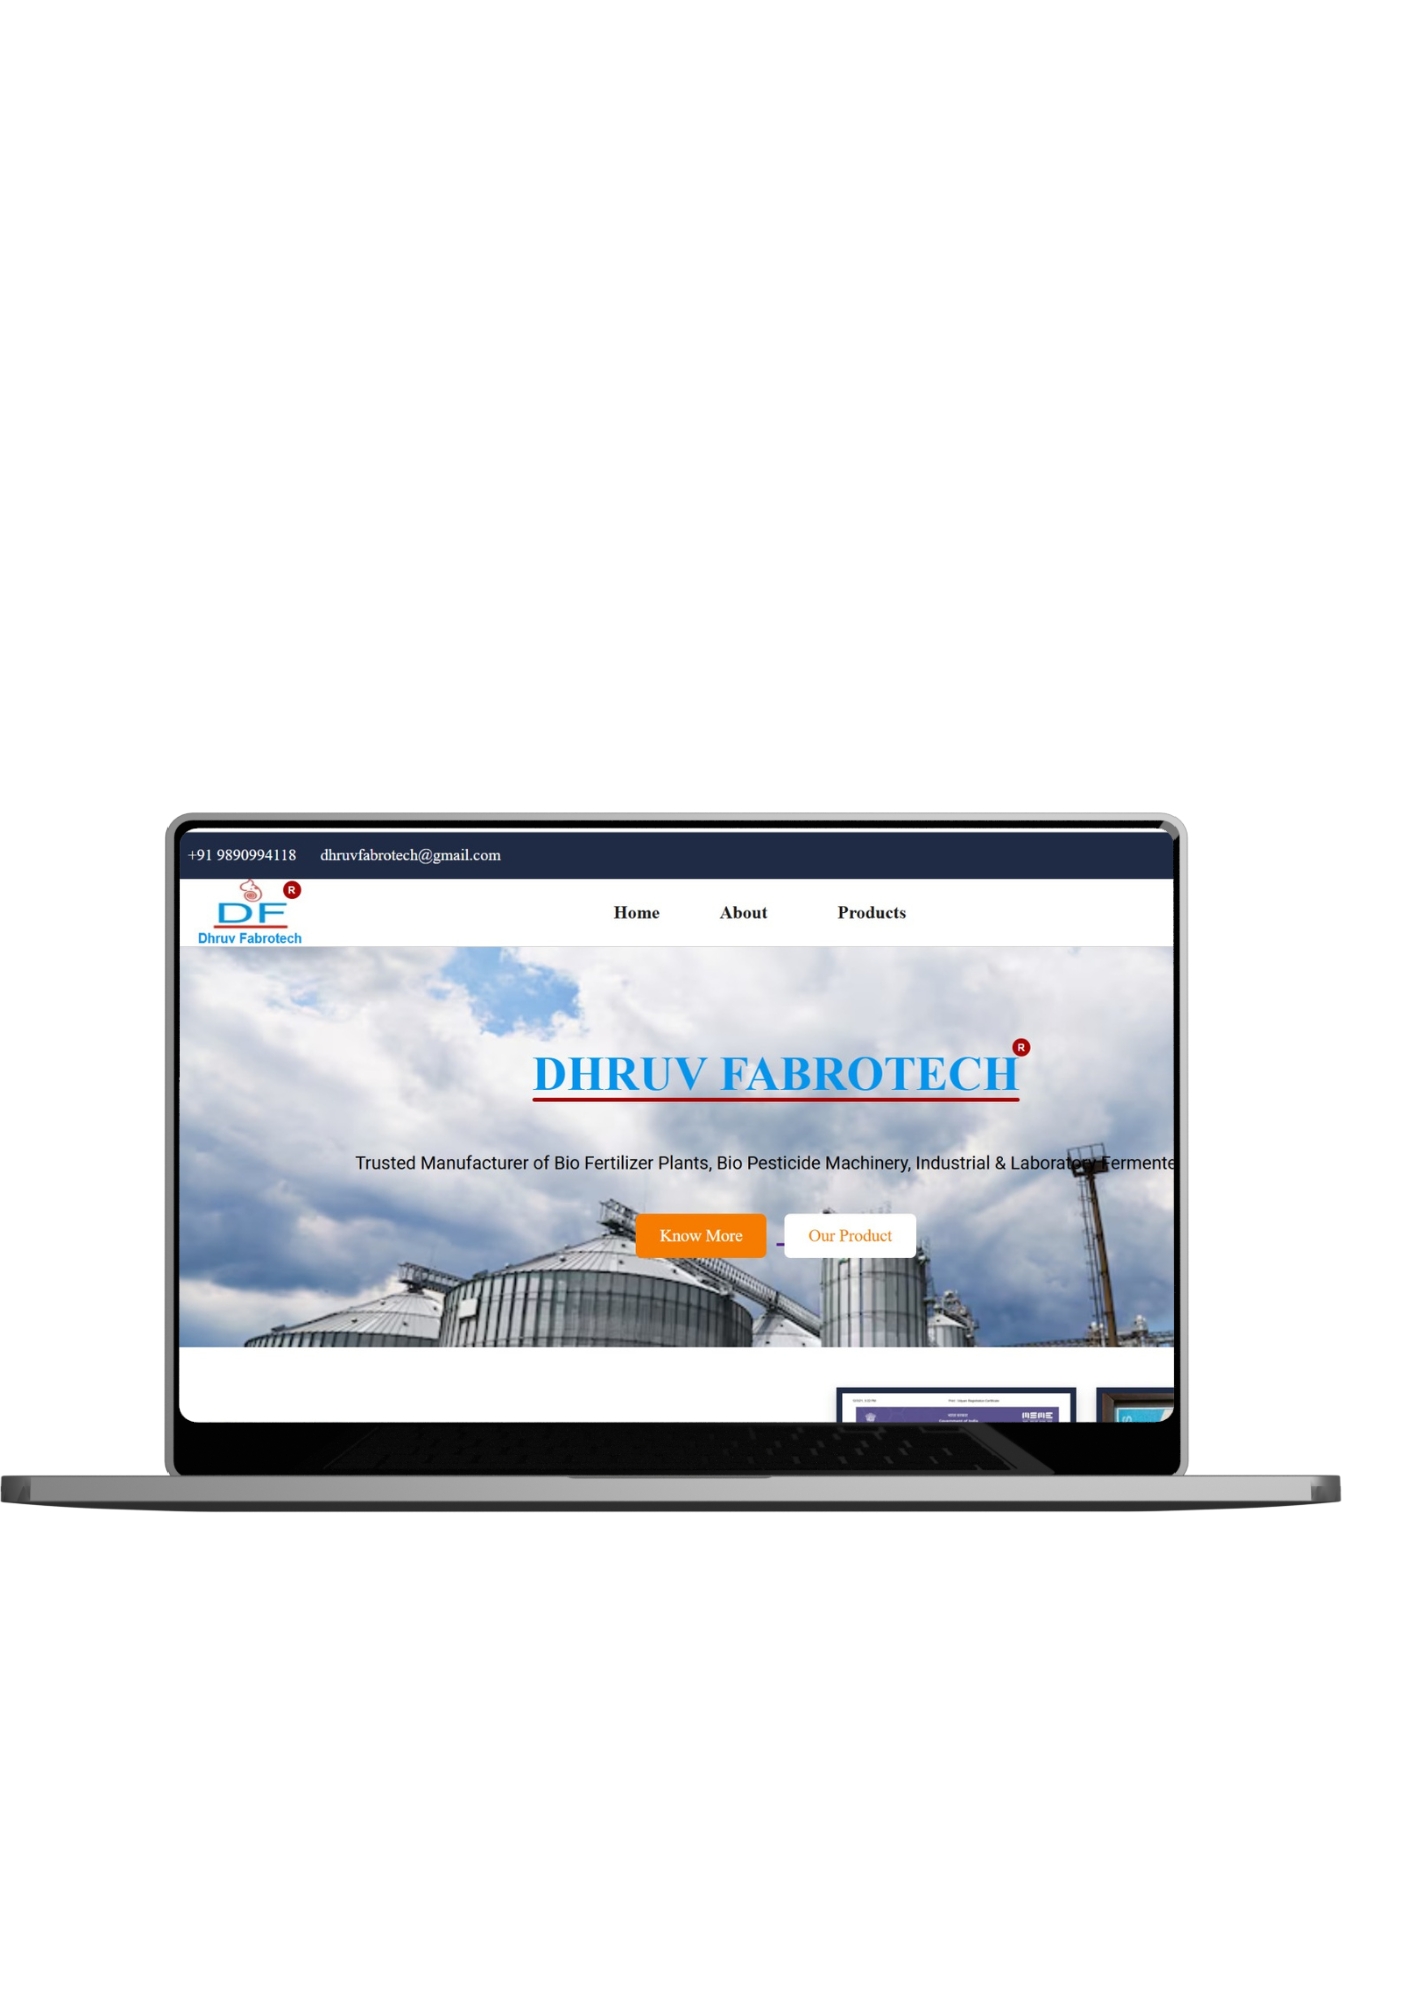 +91 9890994118 dhruvfabrotech@gmail.com
R
DF
Dhruv Fabrotech
Home About Products
R
DHRUV FABROTECH
Trusted Manufacturer of Bio Fertilizer Plants, Bio Pesticide Machinery, Industrial & Laboratory Fermente
Know More Our Product